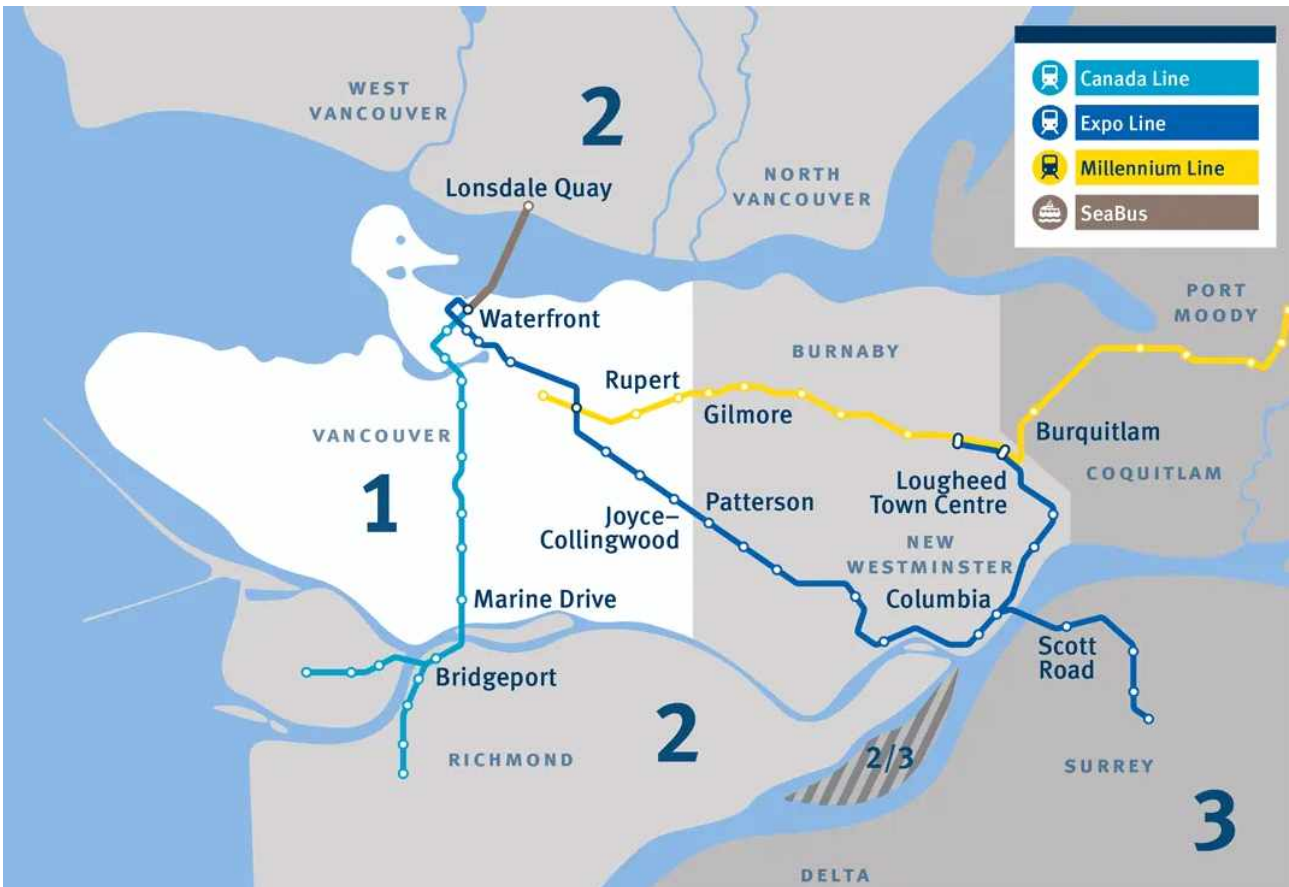 Canada Line
Expo Line
Millennium Line
SeaBus
WEST
VANCOUVER
2
NORTH
VANCOUVER
Lonsdale Quay
PORT
MOODY
Waterfront
BURNABY
Rupert
Gilmore
VANCOUVER
Burquitlam
COQUITLAM
1
Lougheed
Town Centre
Patterson
Joyce–
Collingwood
NEW
WESTMINSTER
Marine Drive
Columbia
Scott
Road
Bridgeport
2
RICHMOND
2/3
SURREY
3
DELTA